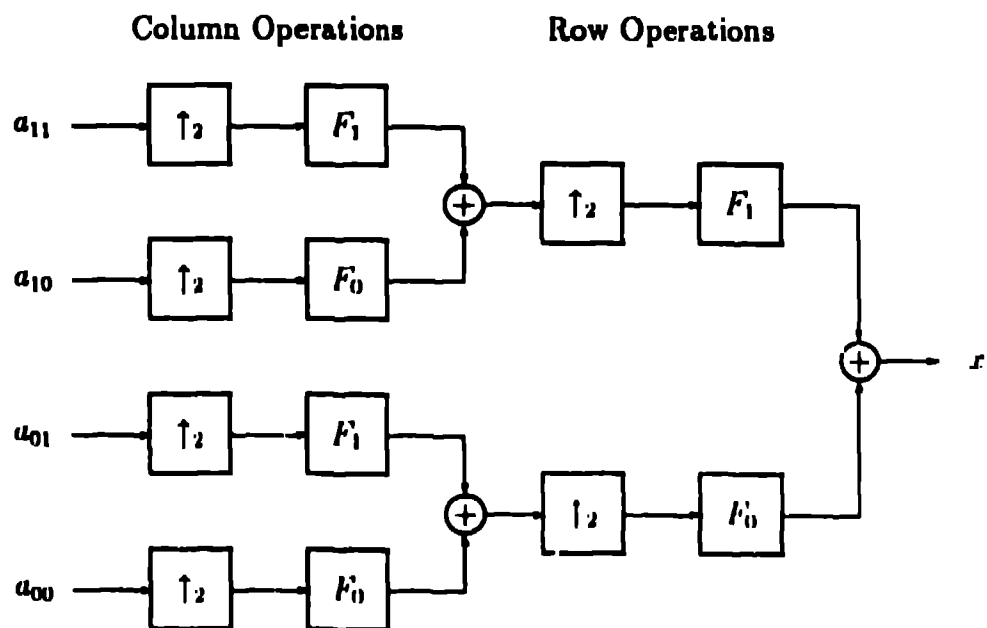 Column Operations Row Operations
a₁₁ ↑₂ F₁
↑₂ F₁
a₁₀ ↑₂ F₀
x
a₀₁ ↑₂ F₁
↑₂ F₀
a₀₀ ↑₂ F₀